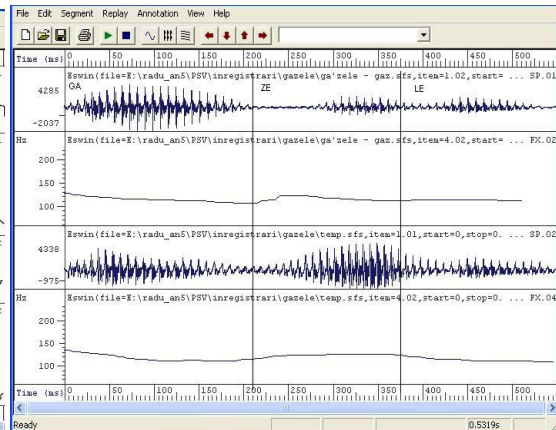 File Edit Segment Replay Annotation View Help
Time (ms) 0 50 100 150 200 250 300 350 400 450 500
Eswin(file=E:\radu_an5\PSV\inregistrari\gazele\ga'zele - gaz.sfs,item=1.02,start= ... SP.01
GA ZE LE
4285
-2037
Hz Eswin(file=E:\radu_an5\PSV\inregistrari\gazele\ga'zele - gaz.sfs,item=4.02,start= ... FX.02
200
150
100
Eswin(file=E:\radu_an5\PSV\inregistrari\gazele\temp.sfs,item=1.01,start=0,stop=0. ... SP.02
4338
-975
Hz Eswin(file=E:\radu_an5\PSV\inregistrari\gazele\temp.sfs,item=4.02,start=0,stop=0. ... FX.04
200
150
100
Time (ms) 0 50 100 150 200 250 300 350 400 450 500
Ready 0.5319s